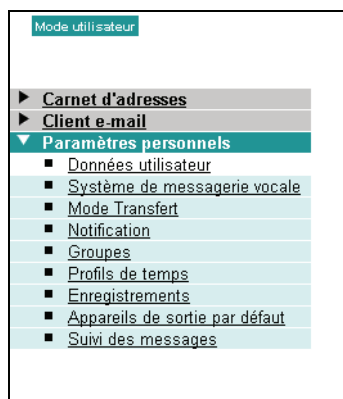 Mode utilisateur
Carnet d'adresses
Client e-mail
Paramètres personnels
Données utilisateur
Système de messagerie vocale
Mode Transfert
Notification
Groupes
Profils de temps
Enregistrements
Appareils de sortie par défaut
Suivi des messages